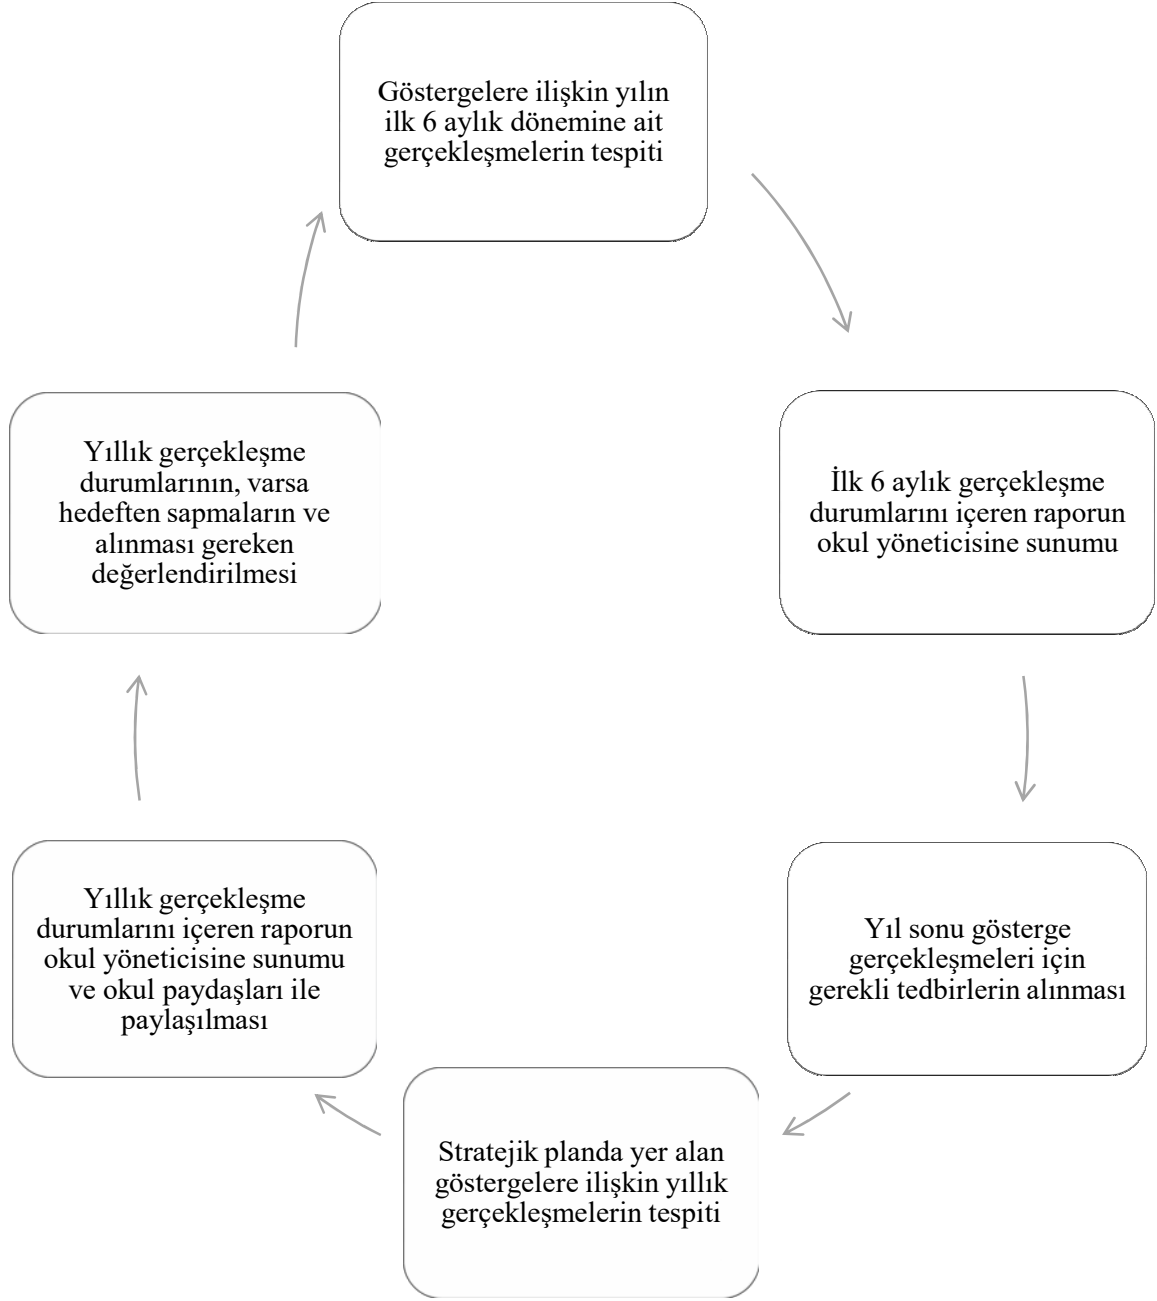 Göstergelere ilişkin yılın
ilk 6 aylık dönemine ait
gerçekleşmelerin tespiti
İlk 6 aylık gerçekleşme
durumlarını içeren raporun
okul yöneticisine sunumu
Yıl sonu gösterge
gerçekleşmeleri için
gerekli tedbirlerin alınması
Stratejik planda yer alan
göstergelere ilişkin yıllık
gerçekleşmelerin tespiti
Yıllık gerçekleşme
durumlarını içeren raporun
okul yöneticisine sunumu
ve okul paydaşları ile
paylaşılması
Yıllık gerçekleşme
durumlarının, varsa
hedeften sapmaların ve
alınması gereken
değerlendirilmesi